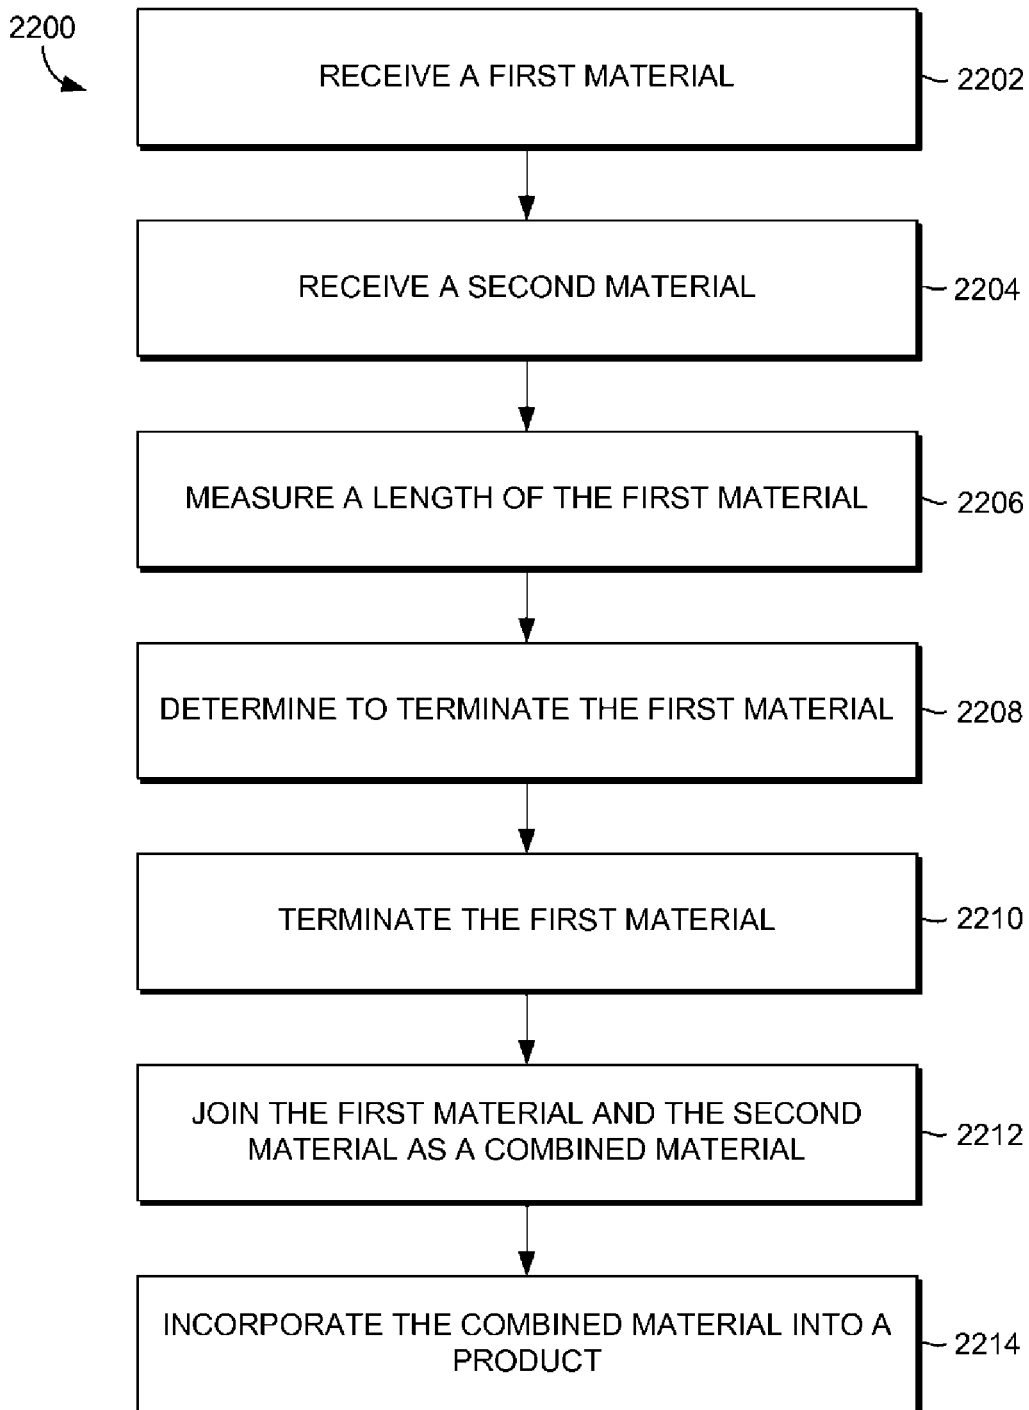 2200
RECEIVE A FIRST MATERIAL
2202
RECEIVE A SECOND MATERIAL
2204
MEASURE A LENGTH OF THE FIRST MATERIAL
2206
DETERMINE TO TERMINATE THE FIRST MATERIAL
2208
TERMINATE THE FIRST MATERIAL
2210
JOIN THE FIRST MATERIAL AND THE SECOND
MATERIAL AS A COMBINED MATERIAL
2212
INCORPORATE THE COMBINED MATERIAL INTO A
PRODUCT
2214